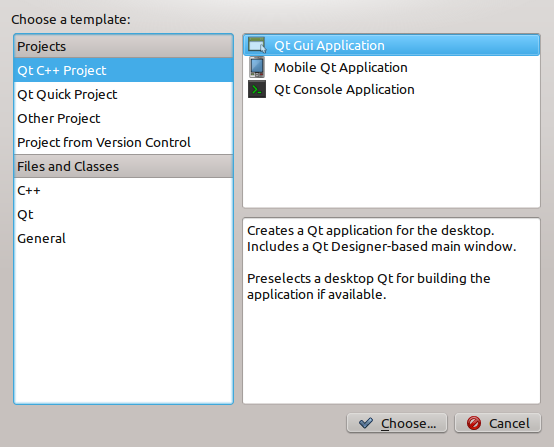 Choose a template:
Projects
Qt C++ Project
Qt Quick Project
Other Project
Project from Version Control
Files and Classes
C++
Qt
General
Qt Gui Application
Mobile Qt Application
Qt Console Application
Creates a Qt application for the desktop.
Includes a Qt Designer-based main window.
Preselects a desktop Qt for building the
application if available.
Choose...
Cancel